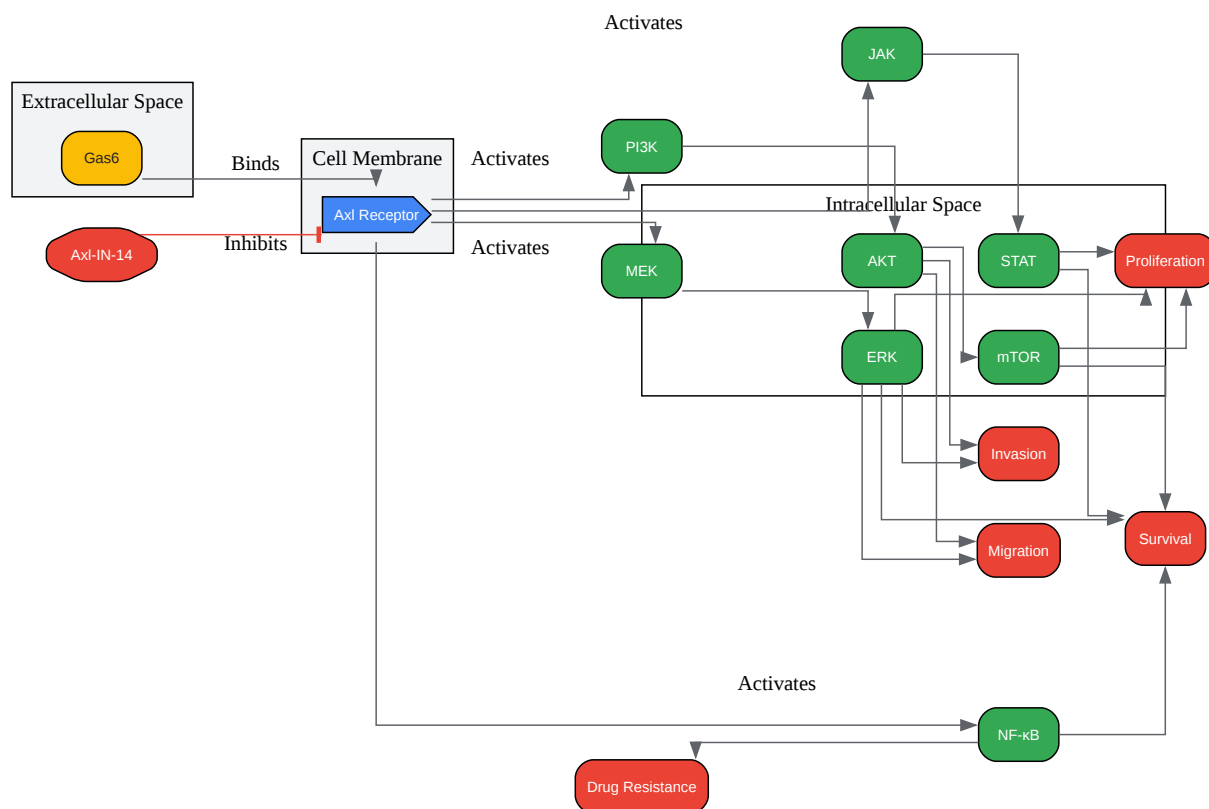 Activates
JAK
Extracellular Space
Gas6
Binds
Cell Membrane
Activates
PI3K
Axl Receptor
Intracellular Space
Axl-IN-14
Inhibits
Activates
MEK
AKT
STAT
Proliferation
ERK
mTOR
Invasion
Migration
Survival
Activates
NF-κB
Drug Resistance